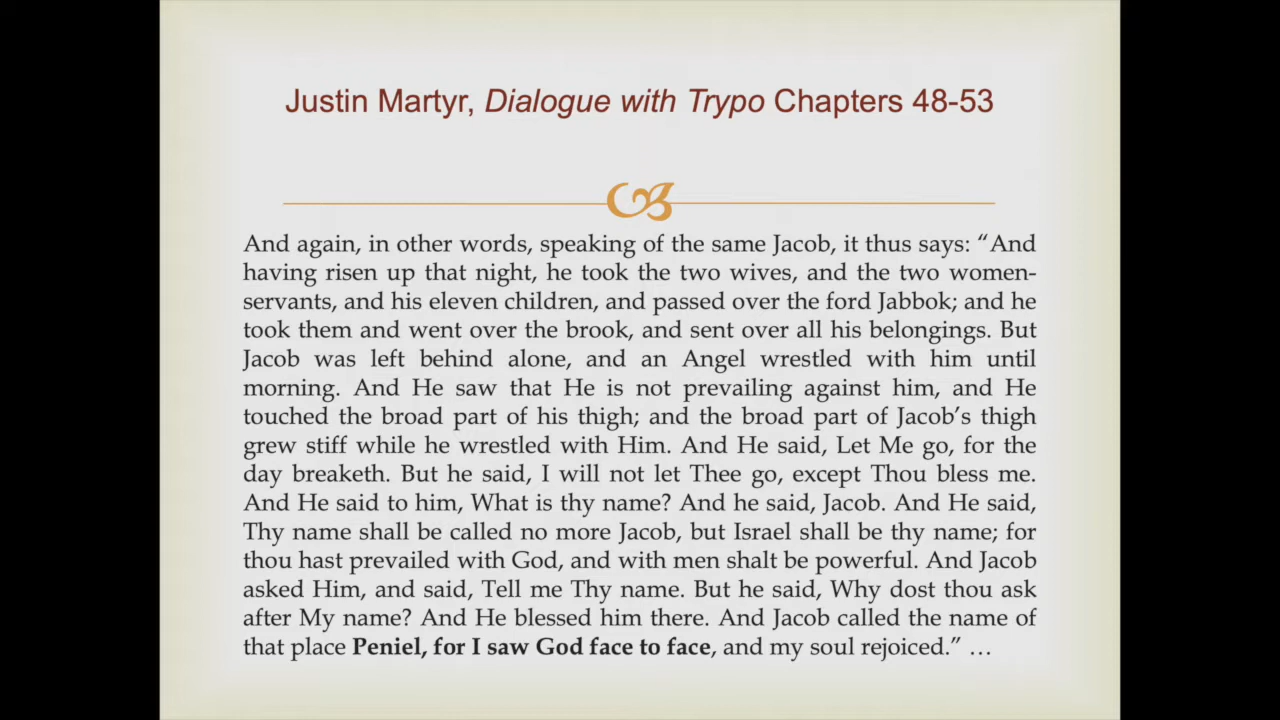 Justin Martyr, Dialogue with Trypo Chapters 48-53
And again, in other words, speaking of the same Jacob, it thus says: “And
having risen up that night, he took the two wives, and the two women-
servants, and his eleven children, and passed over the ford Jabbok; and he
took them and went over the brook, and sent over all his belongings. But
Jacob was left behind alone, and an Angel wrestled with him until
morning. And He saw that He is not prevailing against him, and He
touched the broad part of his thigh; and the broad part of Jacob’s thigh
grew stiff while he wrestled with Him. And He said, Let Me go, for the
day breaketh. But he said, I will not let Thee go, except Thou bless me.
And He said to him, What is thy name? And he said, Jacob. And He said,
Thy name shall be called no more Jacob, but Israel shall be thy name; for
thou hast prevailed with God, and with men shalt be powerful. And Jacob
asked Him, and said, Tell me Thy name. But he said, Why dost thou ask
after My name? And He blessed him there. And Jacob called the name of
that place Peniel, for I saw God face to face, and my soul rejoiced.” …